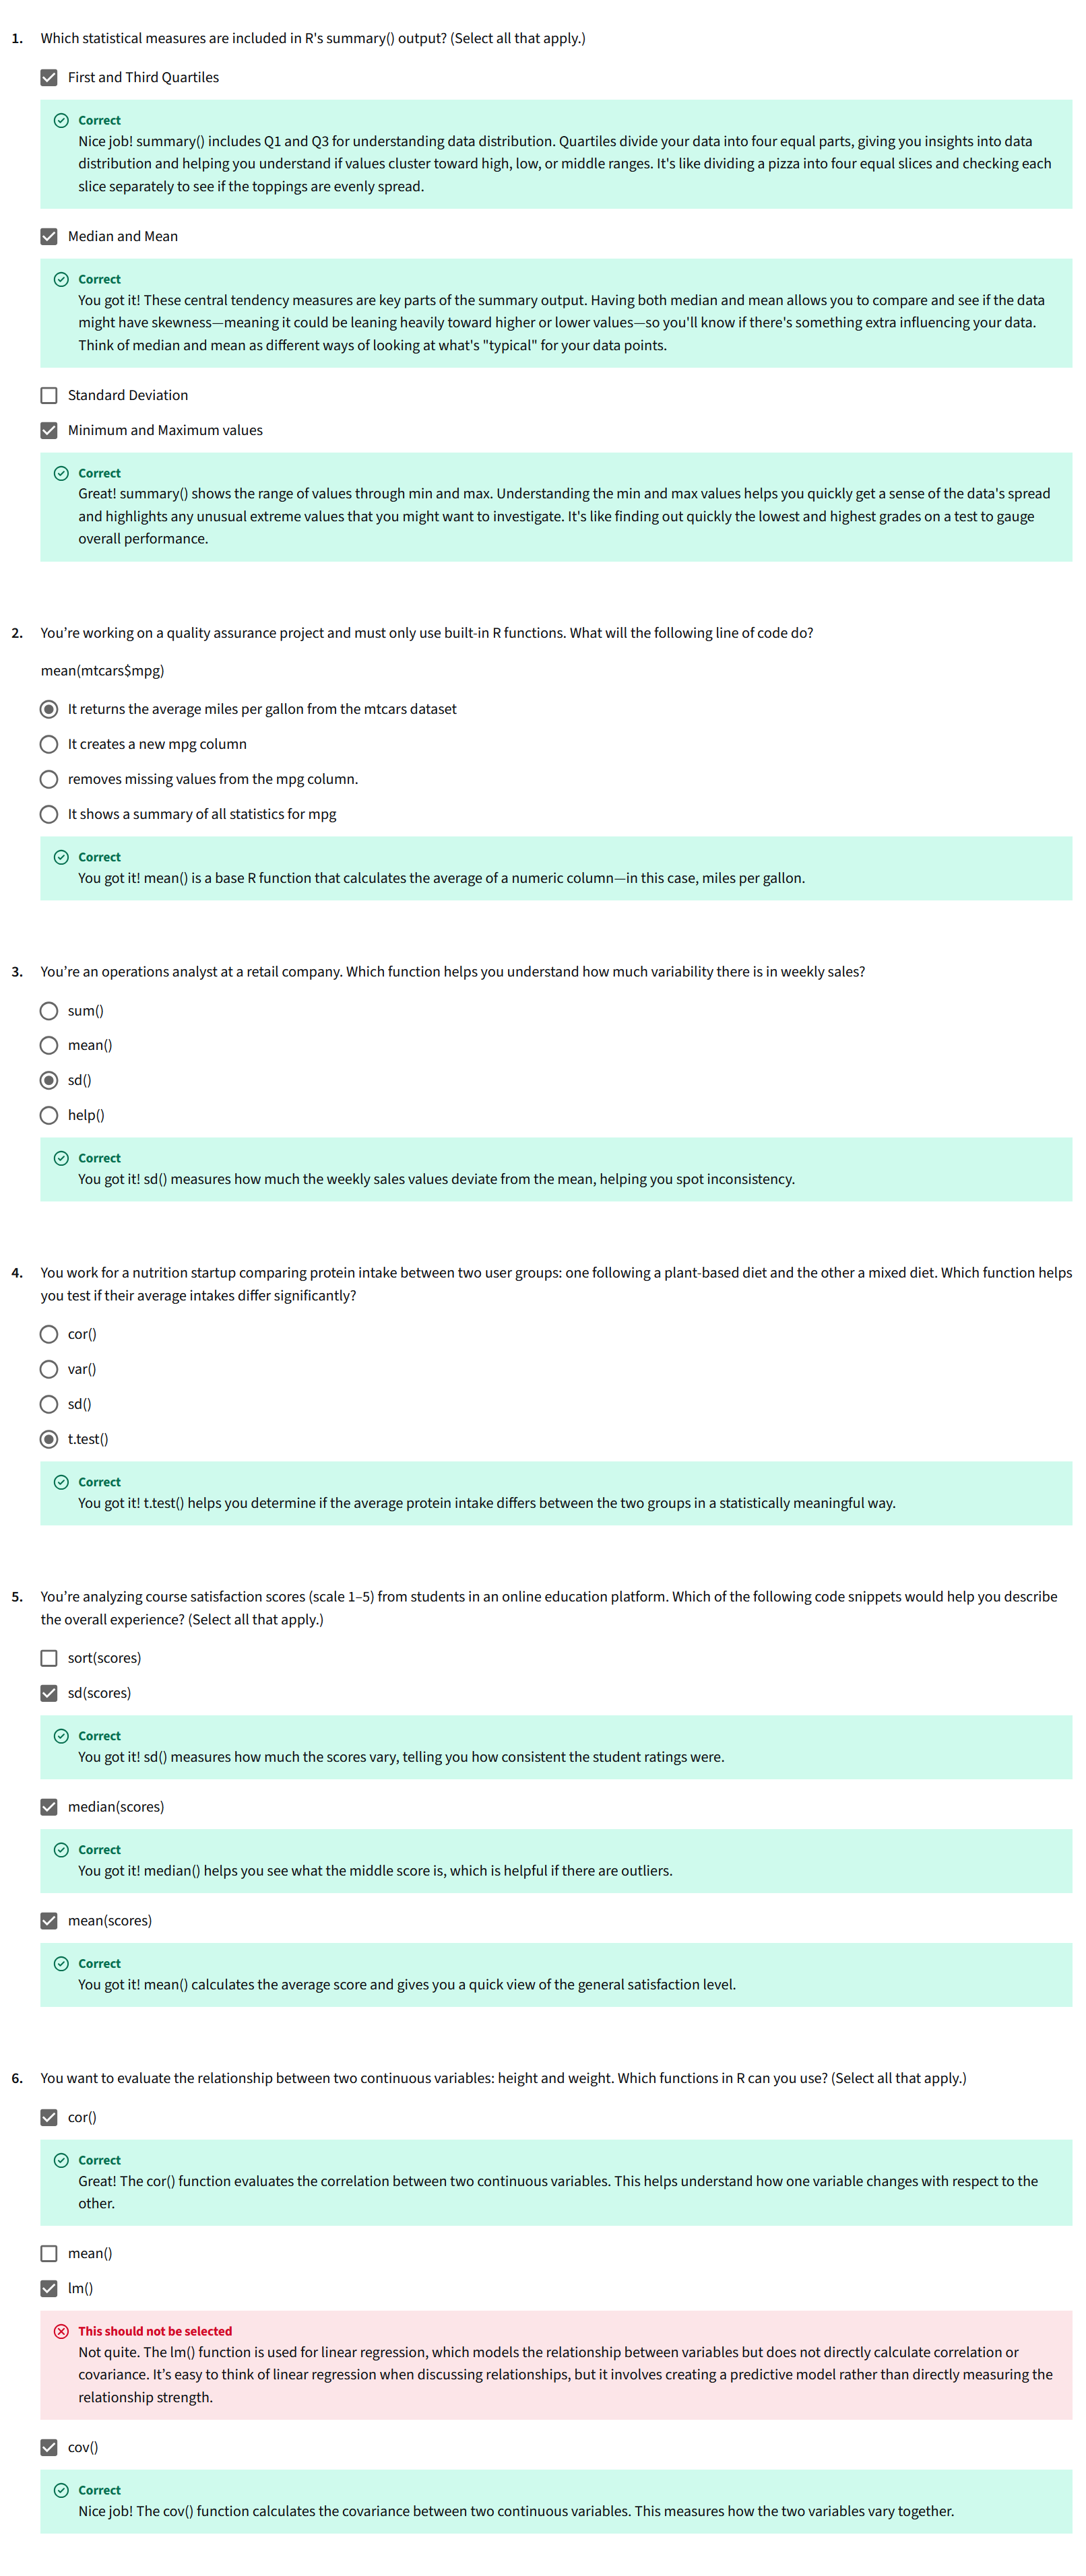 1. Which statistical measures are included in R's summary() output? (Select all that apply.)
First and Third Quartiles
Correct
Nice job! summary() includes Q1 and Q3 for understanding data distribution. Quartiles divide your data into four equal parts, giving you insights into data
distribution and helping you understand if values cluster toward high, low, or middle ranges. It's like dividing a pizza into four equal slices and checking each
slice separately to see if the toppings are evenly spread.
Median and Mean
Correct
You got it! These central tendency measures are key parts of the summary output. Having both median and mean allows you to compare and see if the data
might have skewness—meaning it could be leaning heavily toward higher or lower values—so you'll know if there's something extra influencing your data.
Think of median and mean as different ways of looking at what's "typical" for your data points.
Standard Deviation
Minimum and Maximum values
Correct
Great! summary() shows the range of values through min and max. Understanding the min and max values helps you quickly get a sense of the data's spread
and highlights any unusual extreme values that you might want to investigate. It's like finding out quickly the lowest and highest grades on a test to gauge
overall performance.
2. You’re working on a quality assurance project and must only use built-in R functions. What will the following line of code do?
mean(mtcars$mpg)
It returns the average miles per gallon from the mtcars dataset
It creates a new mpg column
removes missing values from the mpg column.
It shows a summary of all statistics for mpg
Correct
You got it! mean() is a base R function that calculates the average of a numeric column—in this case, miles per gallon.
3. You’re an operations analyst at a retail company. Which function helps you understand how much variability there is in weekly sales?
sum()
mean()
sd()
help()
Correct
You got it! sd() measures how much the weekly sales values deviate from the mean, helping you spot inconsistency.
4. You work for a nutrition startup comparing protein intake between two user groups: one following a plant-based diet and the other a mixed diet. Which function helps
you test if their average intakes differ significantly?
cor()
var()
sd()
t.test()
Correct
You got it! t.test() helps you determine if the average protein intake differs between the two groups in a statistically meaningful way.
5. You’re analyzing course satisfaction scores (scale 1–5) from students in an online education platform. Which of the following code snippets would help you describe
the overall experience? (Select all that apply.)
sort(scores)
sd(scores)
Correct
You got it! sd() measures how much the scores vary, telling you how consistent the student ratings were.
median(scores)
Correct
You got it! median() helps you see what the middle score is, which is helpful if there are outliers.
mean(scores)
Correct
You got it! mean() calculates the average score and gives you a quick view of the general satisfaction level.
6. You want to evaluate the relationship between two continuous variables: height and weight. Which functions in R can you use? (Select all that apply.)
cor()
Correct
Great! The cor() function evaluates the correlation between two continuous variables. This helps understand how one variable changes with respect to the
other.
mean()
lm()
This should not be selected
Not quite. The lm() function is used for linear regression, which models the relationship between variables but does not directly calculate correlation or
covariance. It’s easy to think of linear regression when discussing relationships, but it involves creating a predictive model rather than directly measuring the
relationship strength.
cov()
Correct
Nice job! The cov() function calculates the covariance between two continuous variables. This measures how the two variables vary together.